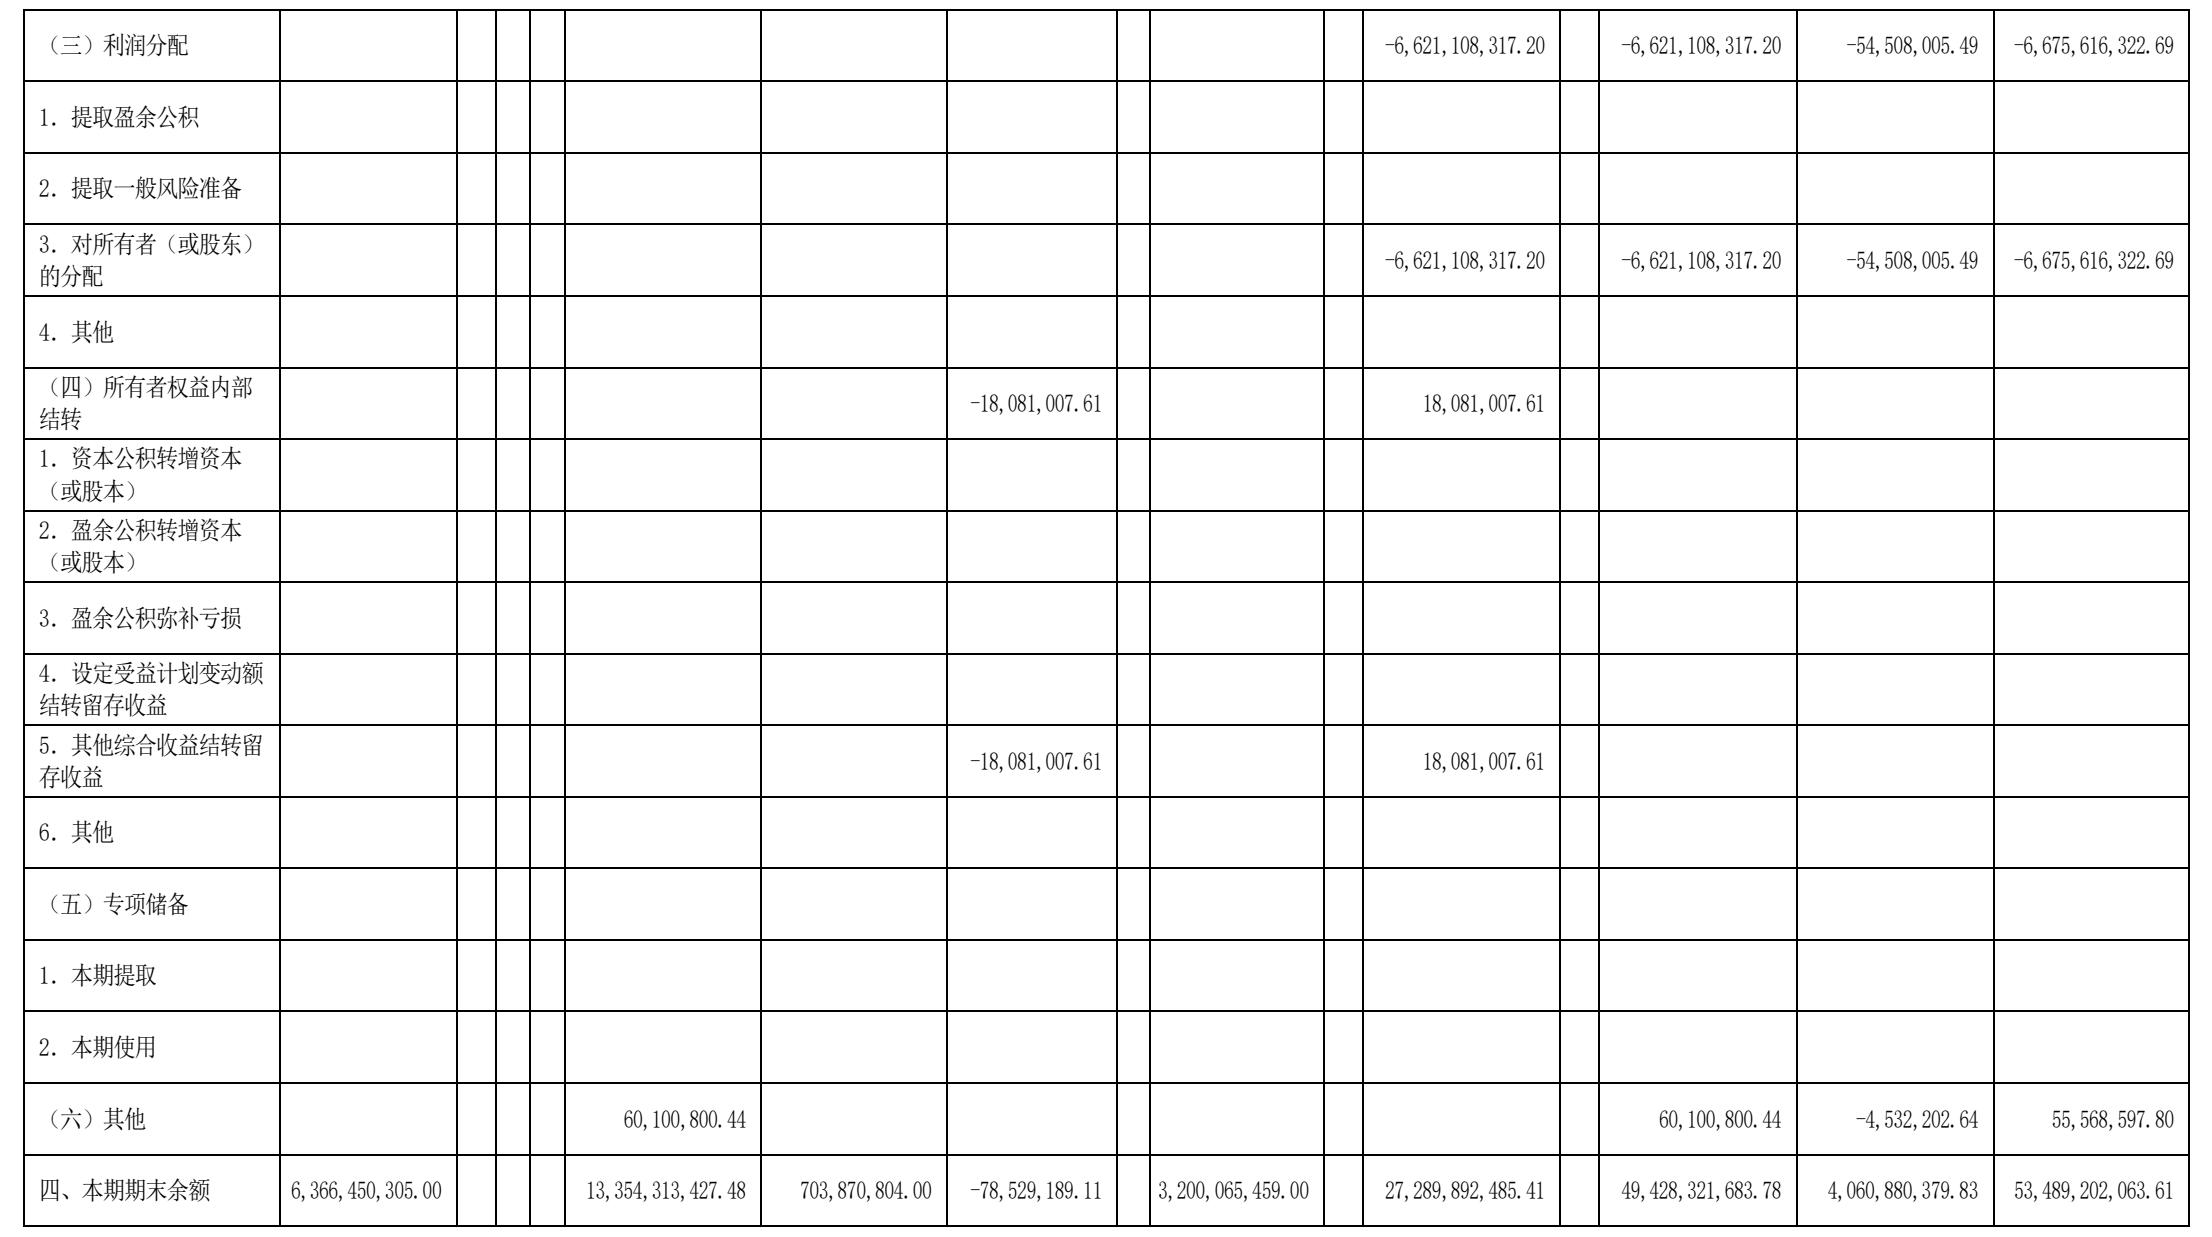 （三）利润分配 -6,621,108,317.20 -6,621,108,317.20 -54,508,005.49 -6,675,616,322.69
1. 提取盈余公积
2. 提取一般风险准备
3. 对所有者（或股东）
的分配 -6,621,108,317.20 -6,621,108,317.20 -54,508,005.49 -6,675,616,322.69
4. 其他
（四）所有者权益内部
结转 -18,081,007.61 18,081,007.61
1. 资本公积转增资本
（或股本）
2. 盈余公积转增资本
（或股本）
3. 盈余公积弥补亏损
4. 设定受益计划变动额
结转留存收益
5. 其他综合收益结转留
存收益 -18,081,007.61 18,081,007.61
6. 其他
（五）专项储备
1. 本期提取
2. 本期使用
（六）其他 60,100,800.44 60,100,800.44 -4,532,202.64 55,568,597.80
四、本期期末余额 6,366,450,305.00 13,354,313,427.48 703,870,804.00 -78,529,189.11 3,200,065,459.00 27,289,892,485.41 49,428,321,683.78 4,060,880,379.83 53,489,202,063.61